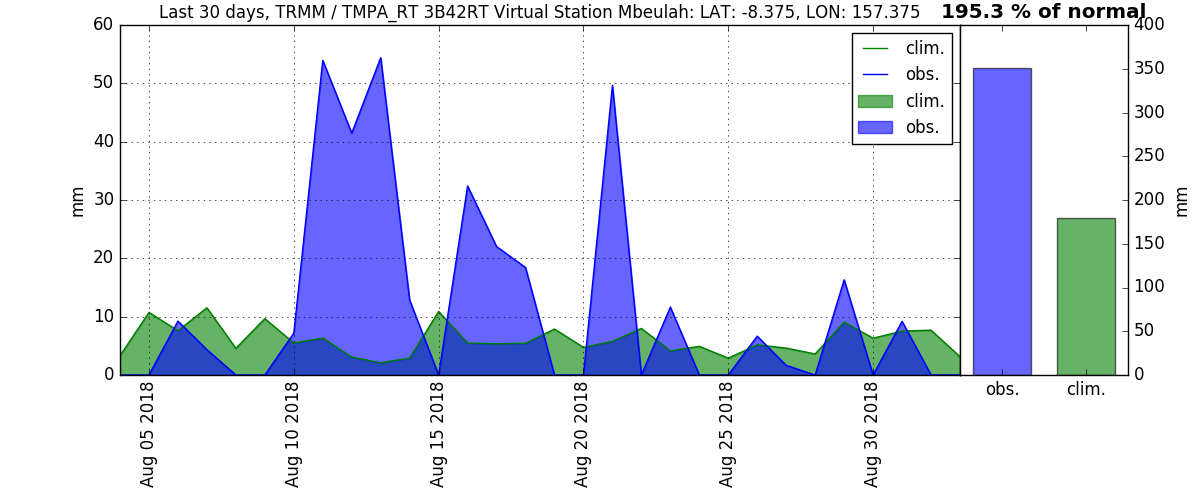 Last 30 days, TRMM / TMPA_RT 3B42RT Virtual Station Mbeulah: LAT: -8.375, LON: 157.375
195.3 % of normal
60
50
40
30
20
10
0
mm
clim.
obs.
clim.
obs.
400
350
300
250
200
150
100
50
0
mm
obs.
clim.
Aug 05 2018
Aug 10 2018
Aug 15 2018
Aug 20 2018
Aug 25 2018
Aug 30 2018